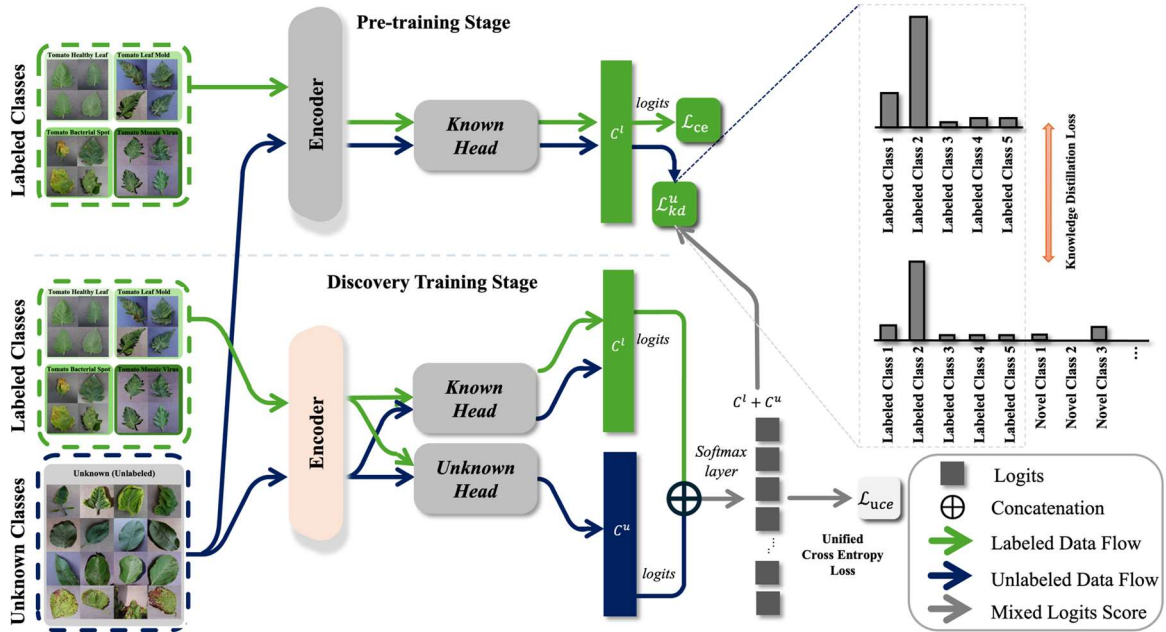 Pre-training Stage
Labeled Classes
Tomato Healthy Leaf
Tomato Leaf Mold
Tomato Bacterial Spot
Tomato Mosaic Virus
Encoder
Known
Head
C^l
logits
ℒ_ce
ℒ^u_kd
Labeled Class 1
Labeled Class 2
Labeled Class 3
Labeled Class 4
Labeled Class 5
Knowledge Distillation Loss
Discovery Training Stage
Labeled Classes
Tomato Healthy Leaf
Tomato Leaf Mold
Tomato Bacterial Spot
Tomato Mosaic Virus
Unknown Classes
Unknown (Unlabeled)
Encoder
Known
Head
Unknown
Head
C^l
logits
C^u
logits
C^l + C^u
Softmax
layer
ℒ_uce
Unified
Cross Entropy
Loss
Labeled Class 1
Labeled Class 2
Labeled Class 3
Labeled Class 4
Labeled Class 5
Novel Class 1
Novel Class 2
Novel Class 3
...
Logits
Concatenation
Labeled Data Flow
Unlabeled Data Flow
Mixed Logits Score